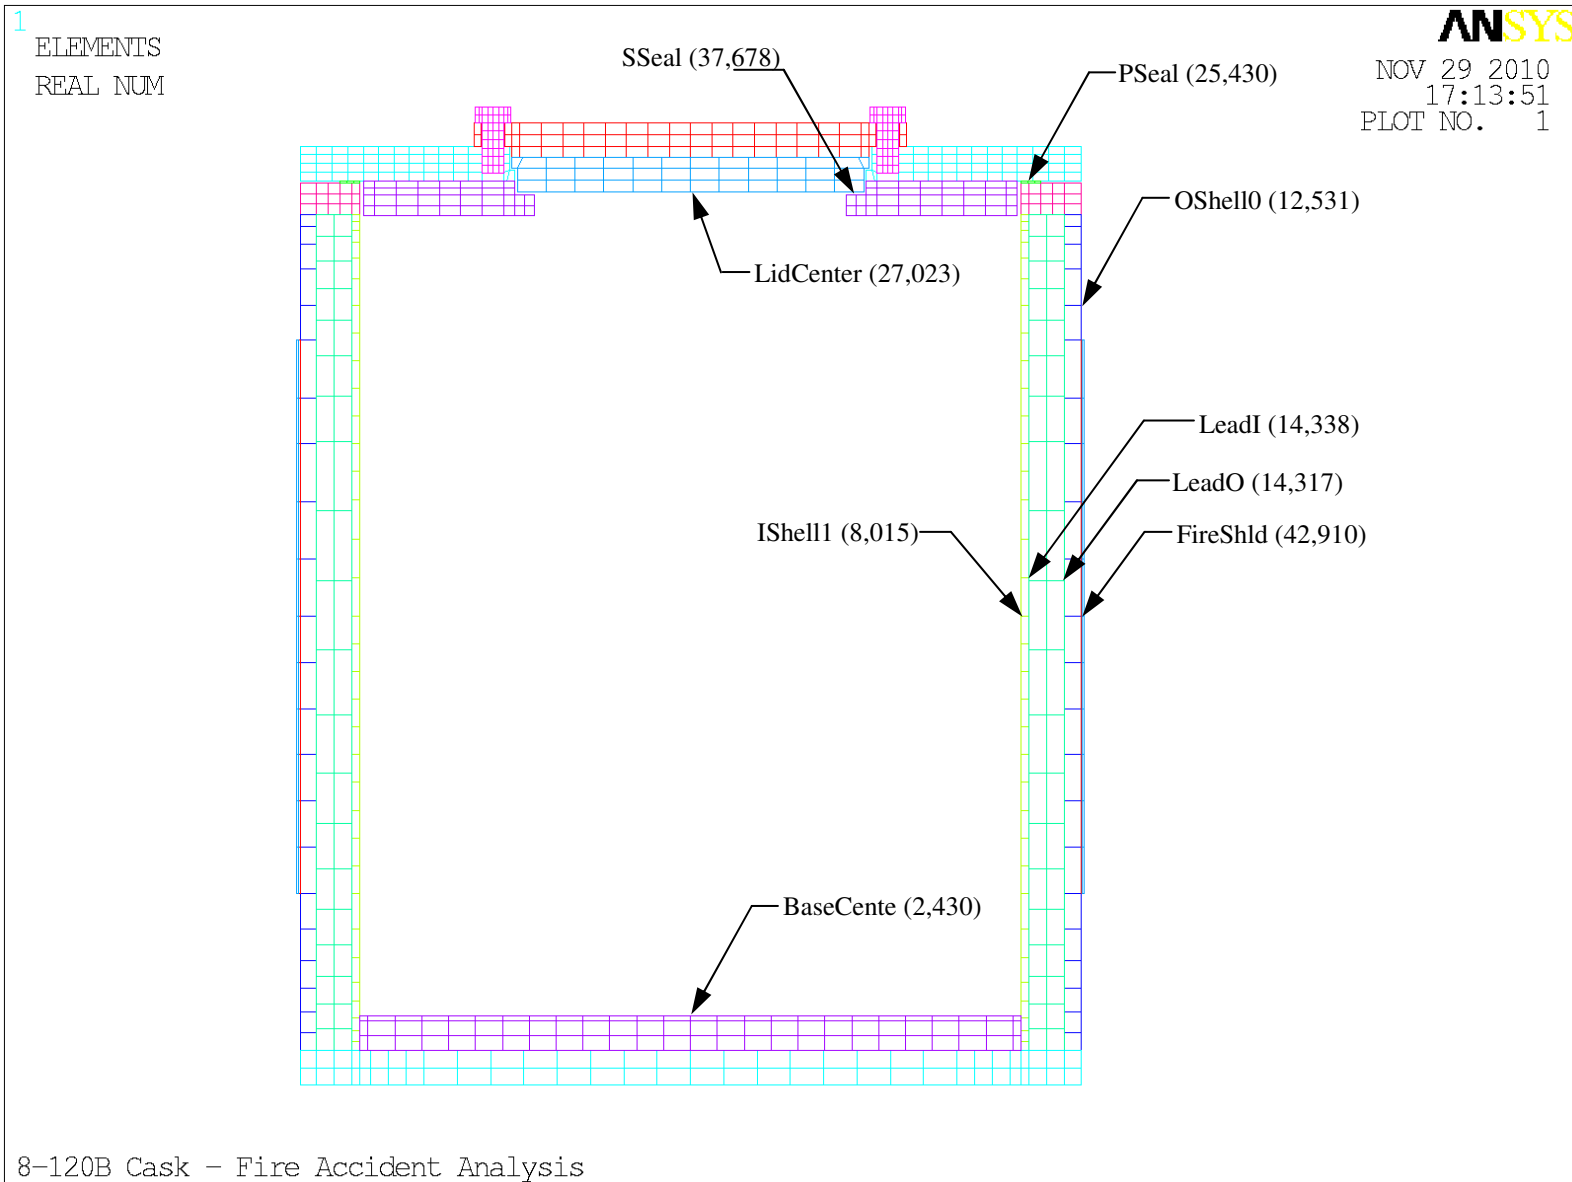 1
ELEMENTS
REAL NUM
ANSYS
NOV 29 2010
17:13:51
PLOT NO. 1
SSeal (37,678)
PSeal (25,430)
OShell0 (12,531)
LidCenter (27,023)
LeadI (14,338)
LeadO (14,317)
IShell1 (8,015)
FireShld (42,910)
BaseCente (2,430)
8-120B Cask - Fire Accident Analysis